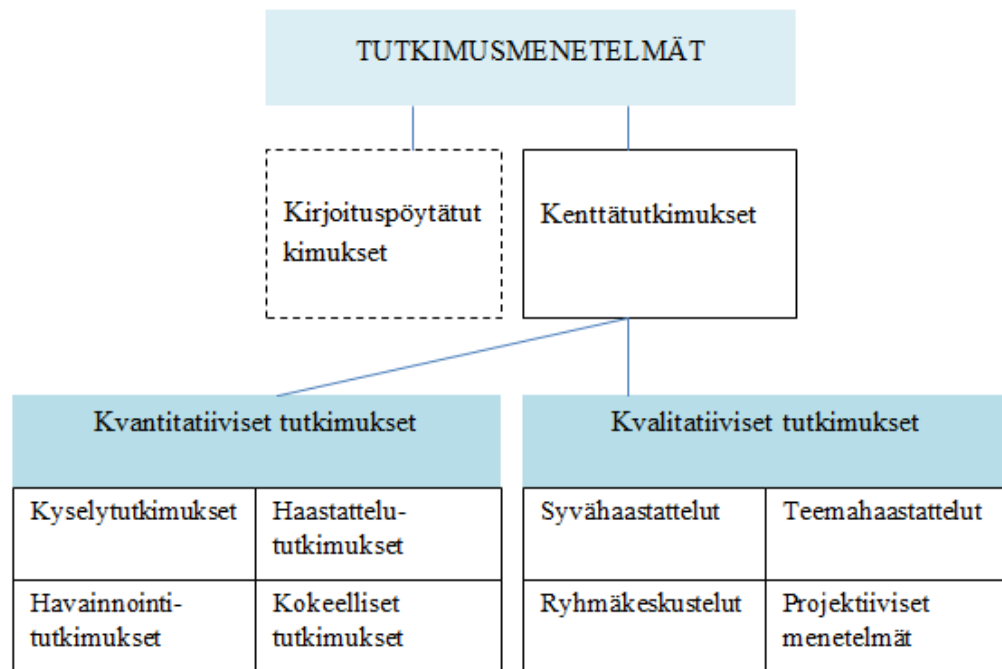 TUTKIMUSMENETELMÄT
Kirjoituspöytätut
kimukset
Kenttätutkimukset
Kvantitatiiviset tutkimukset
Kyselytutkimukset
Haastattelu-
tutkimukset
Havainnointi-
tutkimukset
Kokeelliset
tutkimukset
Kvalitatiiviset tutkimukset
Syvähaastattelut
Teemahaastattelut
Ryhmäkeskustelut
Projektiiviset
menetelmät